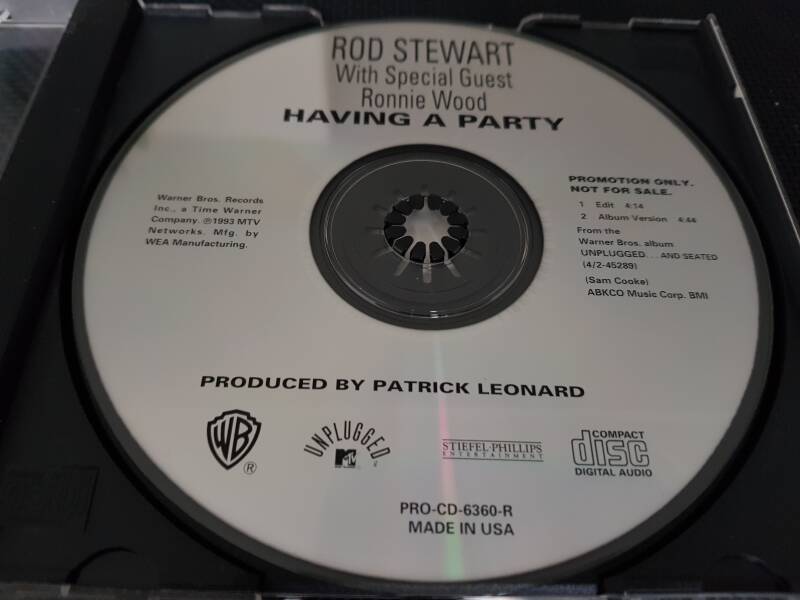 ROD STEWART
With Special Guest
Ronnie Wood
HAVING A PARTY
Warner Bros. Records
Inc., a Time Warner
Company. ℗1993 MTV
Networks. Mfg. by
WEA Manufacturing.
PROMOTION ONLY.
NOT FOR SALE.
1 Edit 4:14
2 Album Version 4:44
From the
Warner Bros. album
UNPLUGGED...AND SEATED
(4/2-45289)
(Sam Cooke)
ABKCO Music Corp. BMI
PRODUCED BY PATRICK LEONARD
WB
®
UNPLUGGED
MTV
STIEFEL·PHILLIPS
ENTERTAINMENT
COMPACT
disc
DIGITAL AUDIO
PRO-CD-6360-R
MADE IN USA